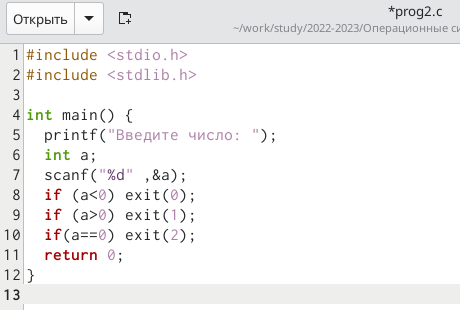 Открыть
*prog2.c
~/work/study/2022-2023/Операционные си
1 #include <stdio.h>
2 #include <stdlib.h>
3
4 int main() {
5   printf("Введите число: ");
6   int a;
7   scanf("%d" ,&a);
8   if (a<0) exit(0);
9   if (a>0) exit(1);
10   if(a==0) exit(2);
11   return 0;
12 }
13